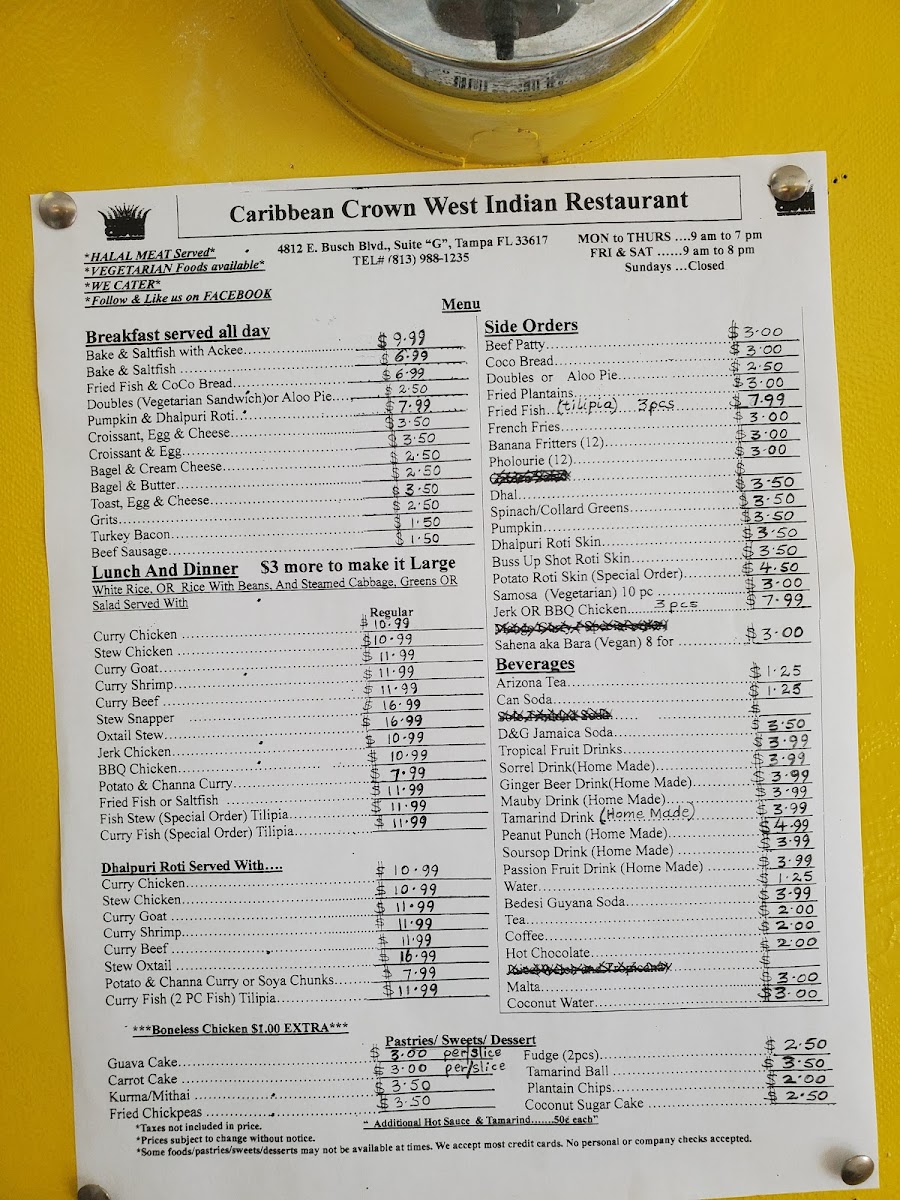 Caribbean Crown West Indian Restaurant
*HALAL MEAT Served*
*VEGETARIAN Foods available*
*WE CATER*
*Follow & Like us on FACEBOOK
4812 E. Busch Blvd., Suite “G”, Tampa FL 33617
TEL# (813) 988-1235
MON to THURS ....9 am to 7 pm
FRI & SAT ......9 am to 8 pm
Sundays ...Closed
Menu
Breakfast served all day
Bake & Saltfish with Ackee $ 9.99
Bake & Saltfish $ 6.99
Fried Fish & CoCo Bread $ 6.99
Doubles (Vegetarian Sandwich)or Aloo Pie $ 2.50
Pumpkin & Dhalpuri Roti $ 7.99
Croissant, Egg & Cheese $ 3.50
Croissant & Egg $ 3.50
Bagel & Cream Cheese $ 2.50
Bagel & Butter $ 2.50
Toast, Egg & Cheese $ 3.50
Grits $ 2.50
Turkey Bacon $ 1.50
Beef Sausage $ 1.50
Lunch And Dinner $3 more to make it Large
White Rice, OR Rice With Beans, And Steamed Cabbage, Greens OR
Salad Served With
Regular
Curry Chicken $ 10.99
Stew Chicken $10.99
Curry Goat $ 11.99
Curry Shrimp $ 11.99
Curry Beef $ 11.99
Stew Snapper $ 16.99
Oxtail Stew $ 16.99
Jerk Chicken $ 10.99
BBQ Chicken $ 10.99
Potato & Channa Curry $ 7.99
Fried Fish or Saltfish $ 11.99
Fish Stew (Special Order) Tilipia $ 11.99
Curry Fish (Special Order) Tilipia $ 11.99
Dhalpuri Roti Served With....
Curry Chicken $ 10.99
Stew Chicken $ 10.99
Curry Goat $ 11.99
Curry Shrimp $ 11.99
Curry Beef $ 11.99
Stew Oxtail $ 16.99
Potato & Channa Curry or Soya Chunks $ 7.99
Curry Fish (2 PC Fish) Tilipia $ 11.99
***Boneless Chicken $1.00 EXTRA***
Side Orders
Beef Patty $ 3.00
Coco Bread $ 3.00
Doubles or Aloo Pie $ 2.50
Fried Plantains $ 3.00
Fried Fish (tilipia) 3pcs $ 7.99
French Fries $ 3.00
Banana Fritters (12) $ 3.00
Pholourie (12) $ 3.00
$
Dhal $ 3.50
Spinach/Collard Greens $ 3.50
Pumpkin $ 3.50
Dhalpuri Roti Skin $ 3.50
Buss Up Shot Roti Skin $ 3.50
Potato Roti Skin (Special Order) $ 4.50
Samosa (Vegetarian) 10 pc $ 3.00
Jerk OR BBQ Chicken 3 pcs $ 7.99
Sahena aka Bara (Vegan) 8 for $ 3.00
Beverages
Arizona Tea $ 1.25
Can Soda $ 1.25
$
D&G Jamaica Soda $ 3.50
Tropical Fruit Drinks $ 3.99
Sorrel Drink(Home Made) $ 3.99
Ginger Beer Drink(Home Made) $ 3.99
Mauby Drink (Home Made) $ 3.99
Tamarind Drink (Home Made) $ 3.99
Peanut Punch (Home Made) $ 4.99
Soursop Drink (Home Made) $ 3.99
Passion Fruit Drink (Home Made) $ 3.99
Water $ 1.25
Bedesi Guyana Soda $ 3.99
Tea $ 2.00
Coffee $ 2.00
Hot Chocolate $ 2.00
$
Malta $ 3.00
Coconut Water $ 3.00
Pastries/ Sweets/ Dessert
Guava Cake $ 3.00 per/slice
Carrot Cake $ 3.00 per/slice
Kurma/Mithai $ 3.50
Fried Chickpeas $ 3.50
Fudge (2pcs) $ 2.50
Tamarind Ball $ 3.50
Plantain Chips $ 2.00
Coconut Sugar Cake $ 2.50
“ Additional Hot Sauce & Tamarind.......50¢ each”
*Taxes not included in price.
*Prices subject to change without notice.
*Some foods/pastries/sweets/desserts may not be available at times. We accept most credit cards. No personal or company checks accepted.